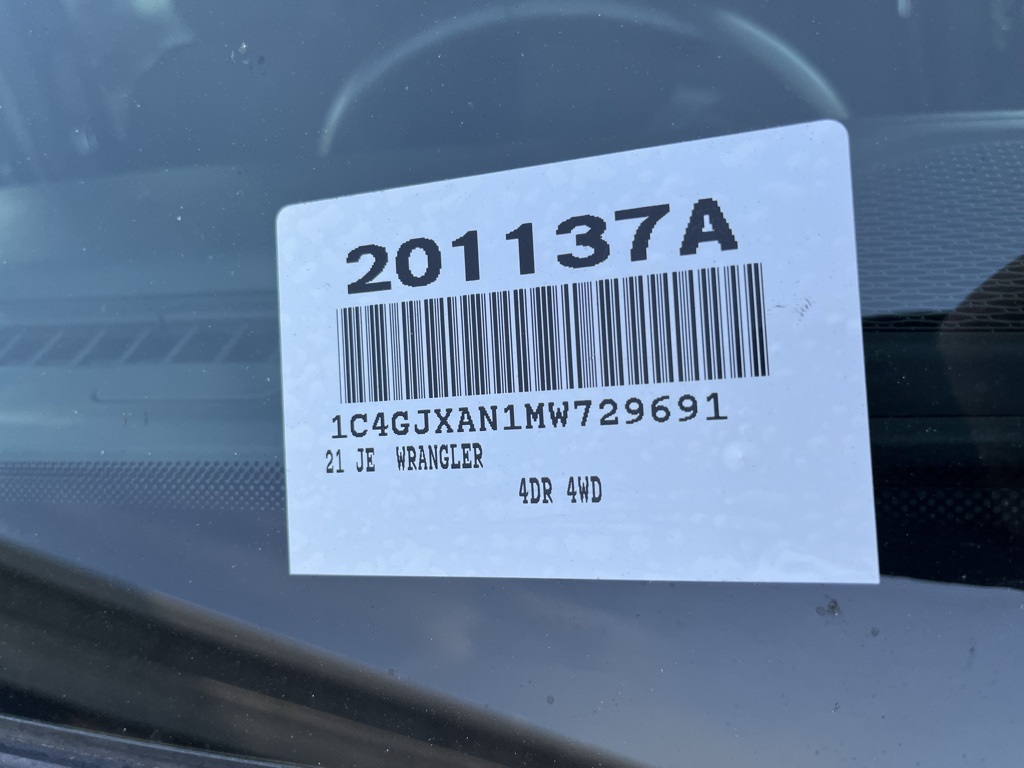 201137A
1C4GJXAN1MW729691
21 JE WRANGLER
4DR 4WD